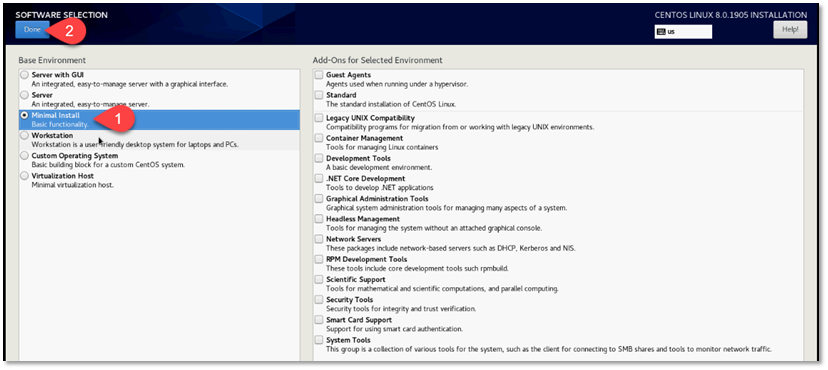 SOFTWARE SELECTION
CENTOS LINUX 8.0.1905 INSTALLATION
Done
2
us
Help!
Base Environment
Server with GUI
An integrated, easy-to-manage server with a graphical interface.
Server
An integrated, easy-to-manage server.
Minimal Install
Basic functionality.
1
Workstation
Workstation is a user friendly desktop system for laptops and PCs.
Custom Operating System
Basic building block for a custom CentOS system.
Virtualization Host
Minimal virtualization host.
Add-Ons for Selected Environment
Guest Agents
Agents used when running under a hypervisor.
Standard
The standard installation of CentOS Linux.
Legacy UNIX Compatibility
Compatibility programs for migration from or working with legacy UNIX environments.
Container Management
Tools for managing Linux containers
Development Tools
A basic development environment.
.NET Core Development
Tools to develop .NET applications
Graphical Administration Tools
Graphical system administration tools for managing many aspects of a system.
Headless Management
Tools for managing the system without an attached graphical console.
Network Servers
These packages include network-based servers such as DHCP, Kerberos and NIS.
RPM Development Tools
These tools include core development tools such rpmbuild.
Scientific Support
Tools for mathematical and scientific computations, and parallel computing.
Security Tools
Security tools for integrity and trust verification.
Smart Card Support
Support for using smart card authentication.
System Tools
This group is a collection of various tools for the system, such as the client for connecting to SMB shares and tools to monitor network traffic.